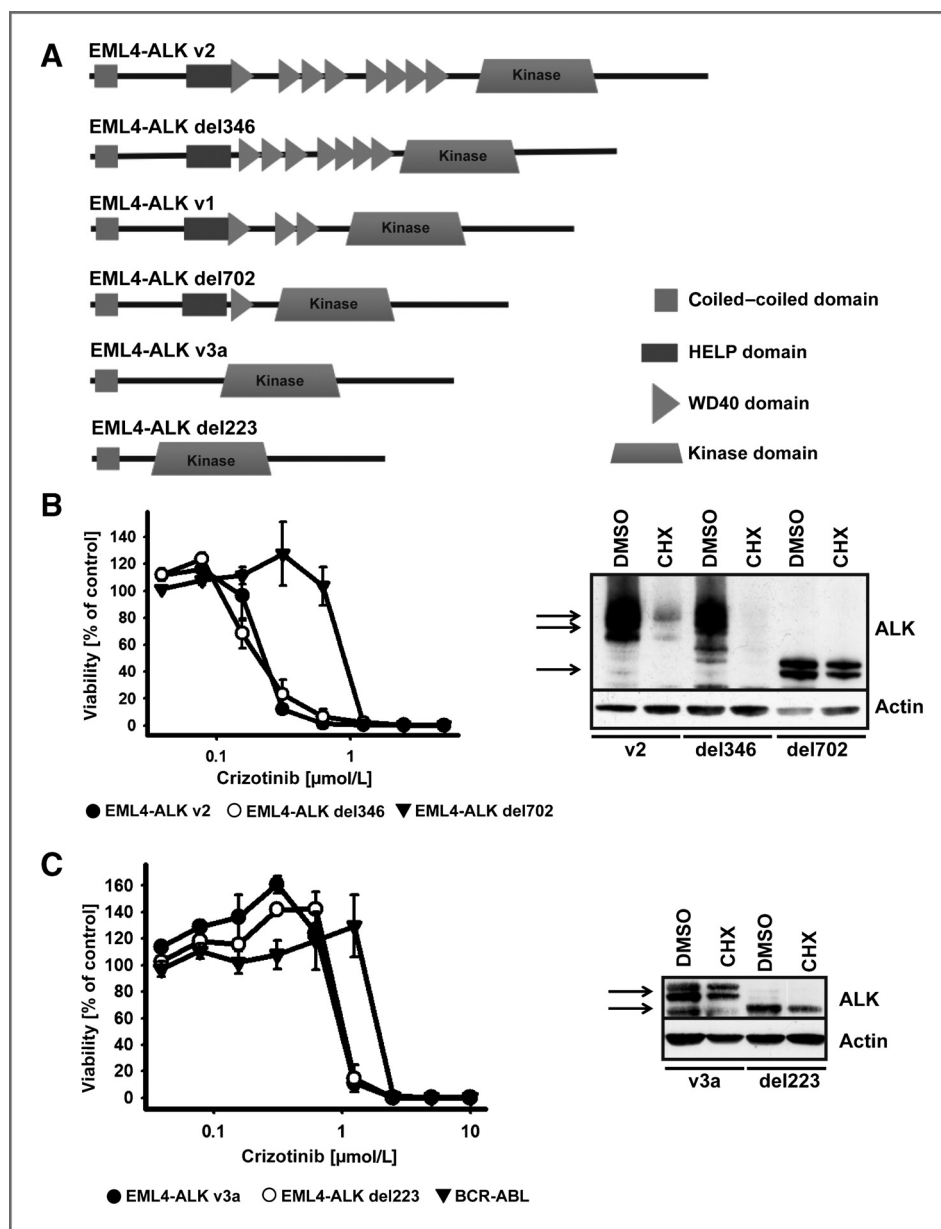 A
EML4-ALK v2
Kinase
EML4-ALK del346
Kinase
EML4-ALK v1
Kinase
EML4-ALK del702
Kinase
EML4-ALK v3a
Kinase
EML4-ALK del223
Kinase
Coiled–coiled domain
HELP domain
WD40 domain
Kinase domain
B
Viability [% of control]
140
120
100
80
60
40
20
0
0.1
1
Crizotinib [µmol/L]
EML4-ALK v2 EML4-ALK del346 EML4-ALK del702
DMSO CHX DMSO CHX DMSO CHX
ALK
Actin
v2 del346 del702
C
Viability [% of control]
160
140
120
100
80
60
40
20
0
0.1
1
10
Crizotinib [µmol/L]
EML4-ALK v3a EML4-ALK del223 BCR-ABL
DMSO CHX DMSO CHX
ALK
Actin
v3a del223